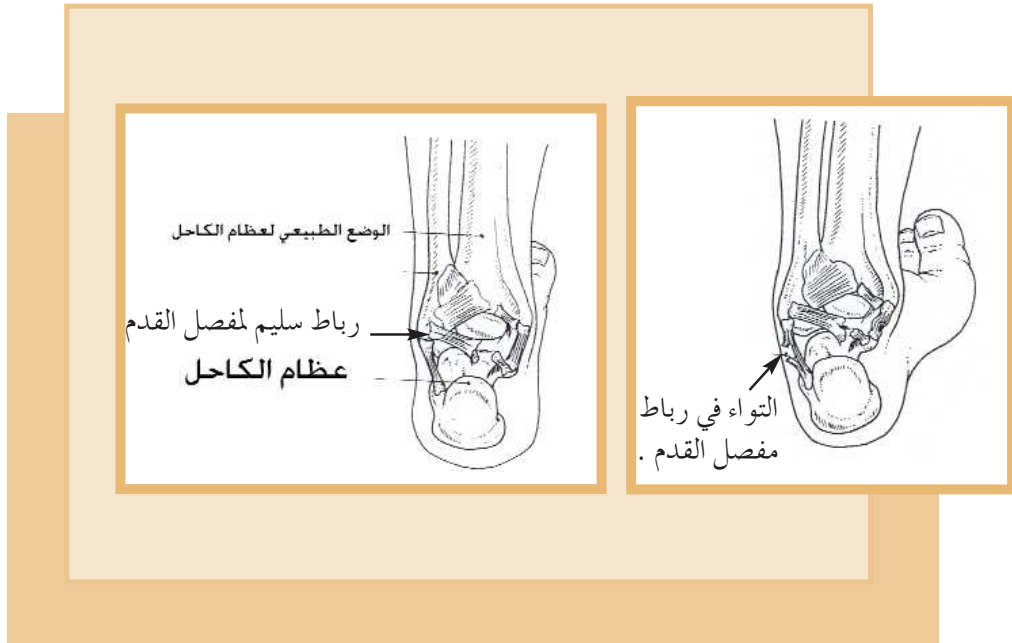 الوضع الطبيعي لعظام الكاحل
رباط سليم لمفصل القدم
عظام الكاحل
التواء في رباط
مفصل القدم .